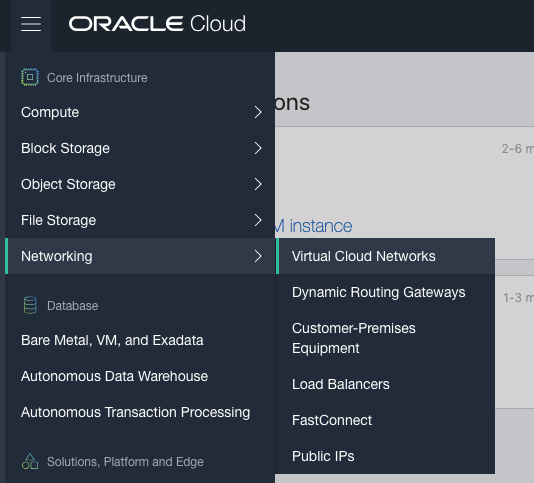 ORACLE Cloud
Core Infrastructure
Compute
Block Storage
Object Storage
File Storage
Networking
Database
Bare Metal, VM, and Exadata
Autonomous Data Warehouse
Autonomous Transaction Processing
Solutions, Platform and Edge
Virtual Cloud Networks
Dynamic Routing Gateways
Customer-Premises
Equipment
Load Balancers
FastConnect
Public IPs
ons
2-6 m
M instance
1-3 m